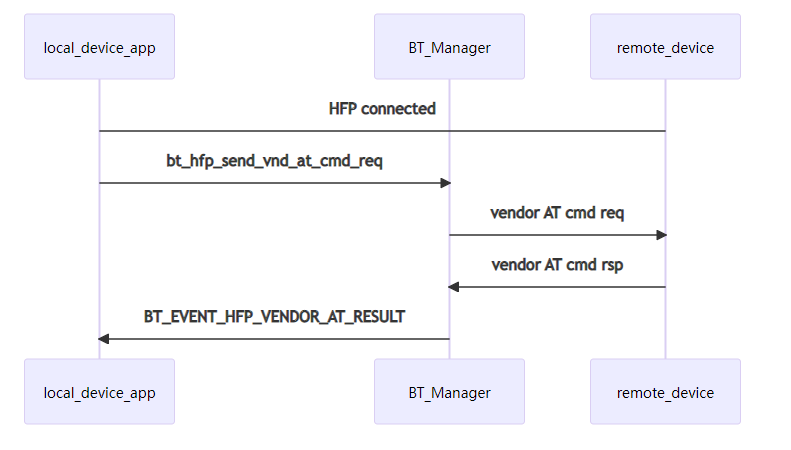 local_device_app
BT_Manager
remote_device
HFP connected
bt_hfp_send_vnd_at_cmd_req
vendor AT cmd req
vendor AT cmd rsp
BT_EVENT_HFP_VENDOR_AT_RESULT
local_device_app
BT_Manager
remote_device